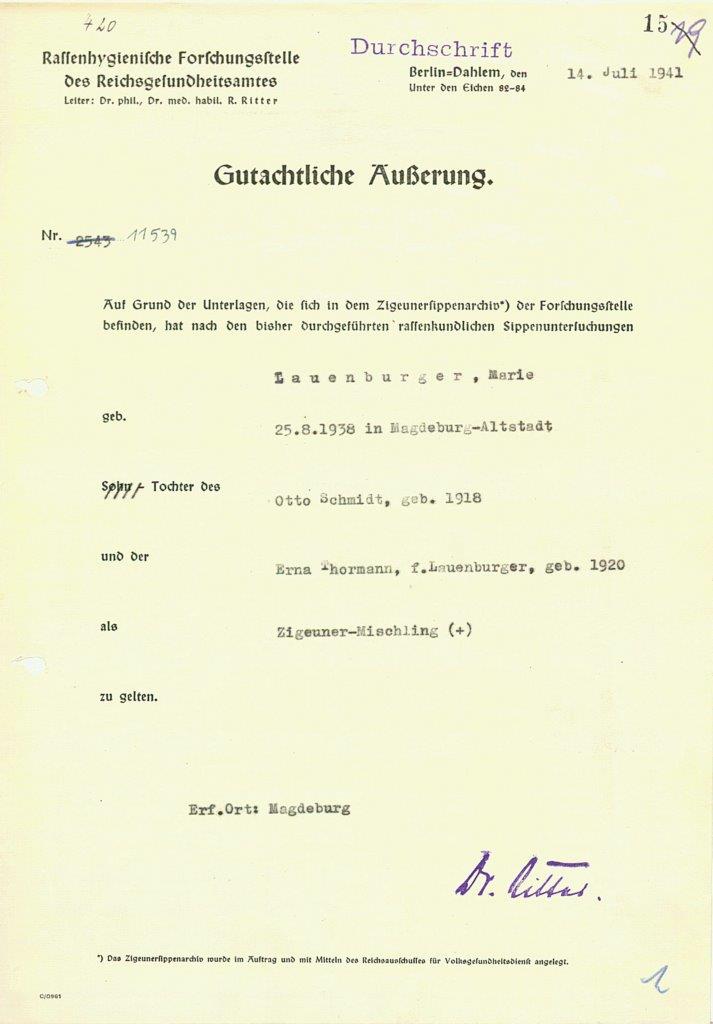 420
15
19
Rassenhygienische Forschungsstelle
des Reichsgesundheitsamtes
Leiter: Dr. phil., Dr. med. habil. R. Ritter
Durchschrift
Berlin=Dahlem, den 14. Juli 1941
Unter den Eichen 82-84
Gutachtliche Äußerung.
Nr. 2543 11539
Auf Grund der Unterlagen, die sich in dem Zigeunersippenarchiv*) der Forschungsstelle
befinden, hat nach den bisher durchgeführten rassenkundlichen Sippenuntersuchungen
Lauenburger, Marie
geb. 25.8.1938 in Magdeburg-Altstadt
Sohn - Tochter des Otto Schmidt, geb. 1918
und der Erna Thormann, f.Lauenburger, geb. 1920
als Zigeuner-Mischling (+)
zu gelten.
Erf.Ort: Magdeburg
Dr. Ritter.
*) Das Zigeunersippenarchiv wurde im Auftrag und mit Mitteln des Reichsausschusses für Volksgesundheitsdienst angelegt.
C/0961
1